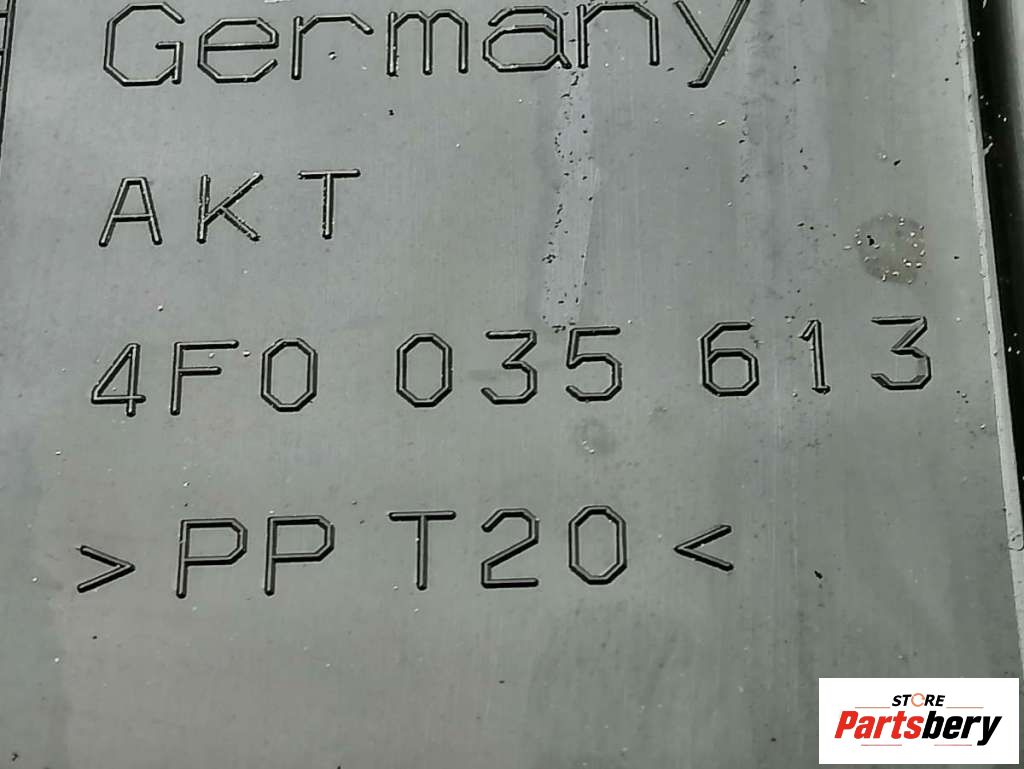 Germany
AKT
4F0 035 613
>PP T20<
STORE
Partsbery